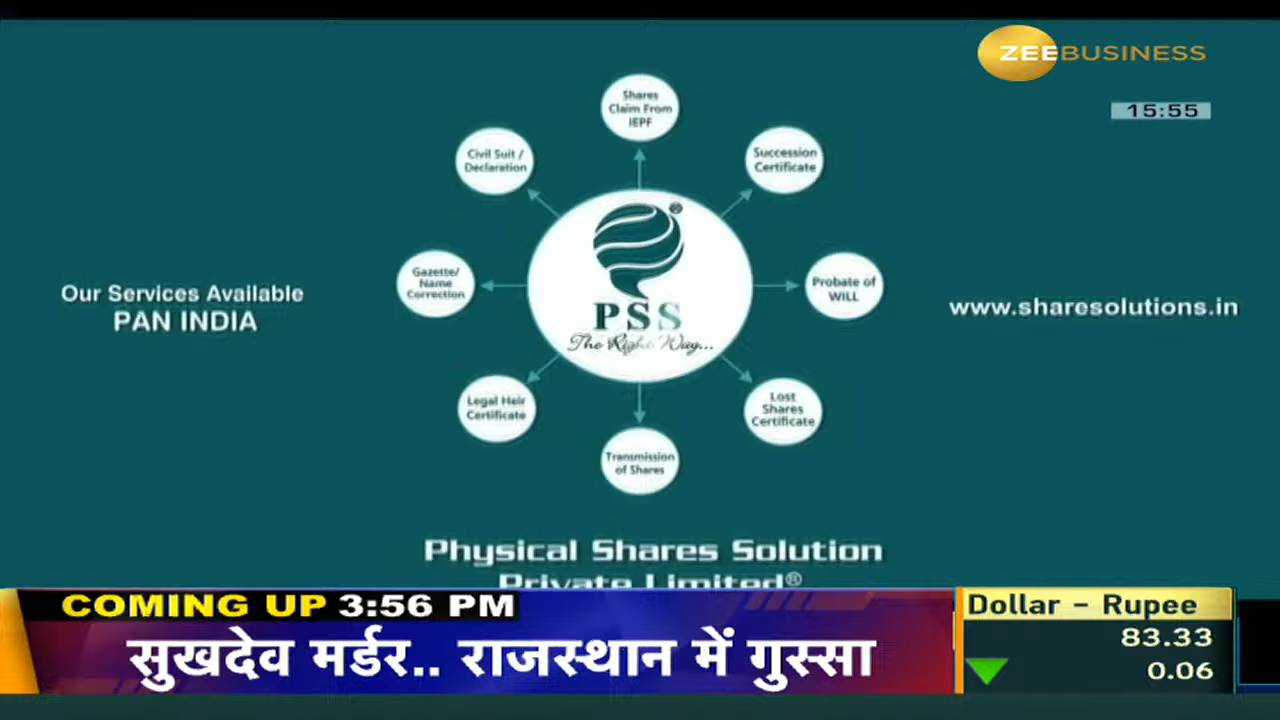 ZEEBUSINESS
15:55
Shares
Claim From
IEPF
Civil Suit /
Declaration
Succession
Certificate
Gazette/
Name
Correction
Probate of
WILL
Our Services Available
PAN INDIA
www.sharesolutions.in
PSS
The Right Way...
Legal Heir
Certificate
Lost
Shares
Certificate
Transmission
of Shares
Physical Shares Solution
Private Limited®
COMING UP 3:56 PM
सुखदेव मर्डर.. राजस्थान में गुस्सा
Dollar - Rupee
83.33
0.06